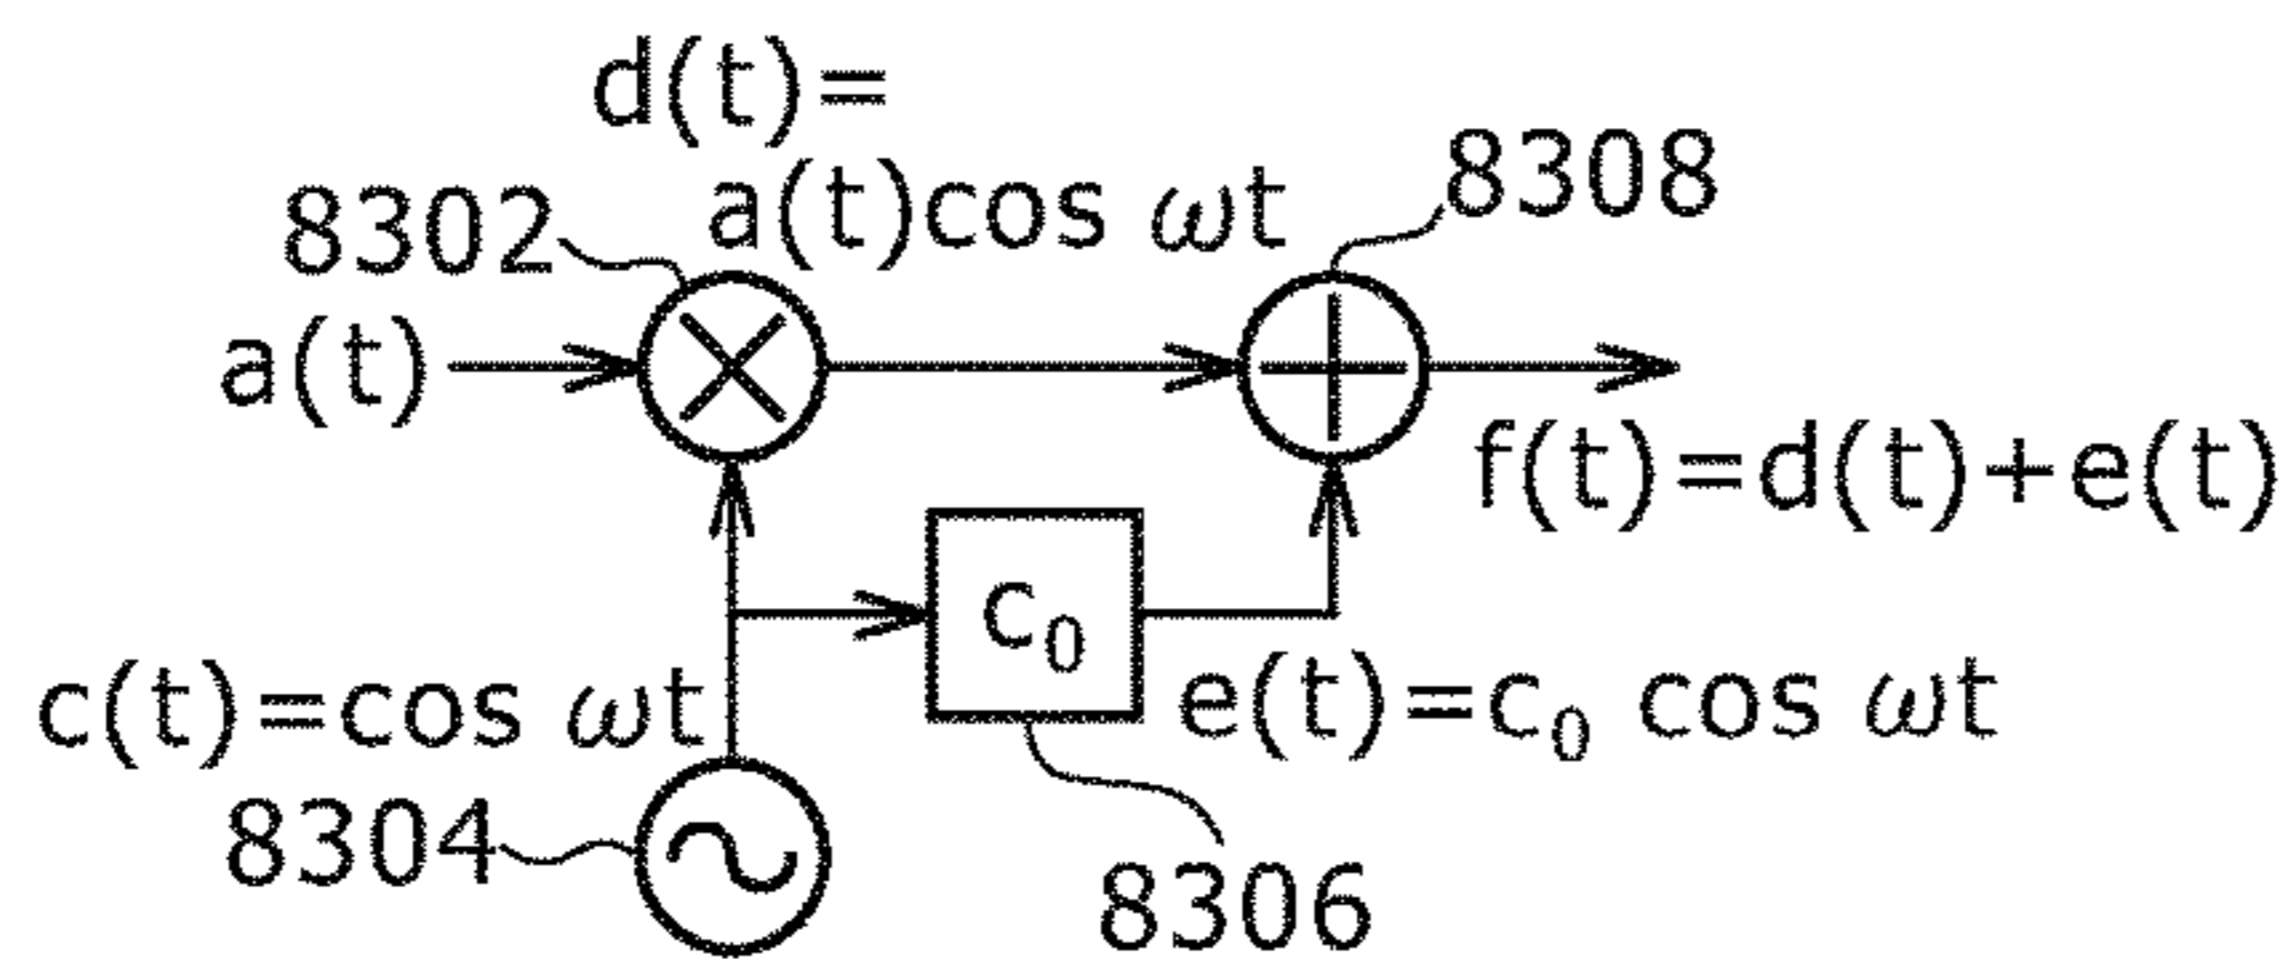 d(t)=
a(t)cos ωt
8302
8308
a(t)
f(t)=d(t)+e(t)
c₀
c(t)=cos ωt
e(t)=c₀ cos ωt
8304
8306